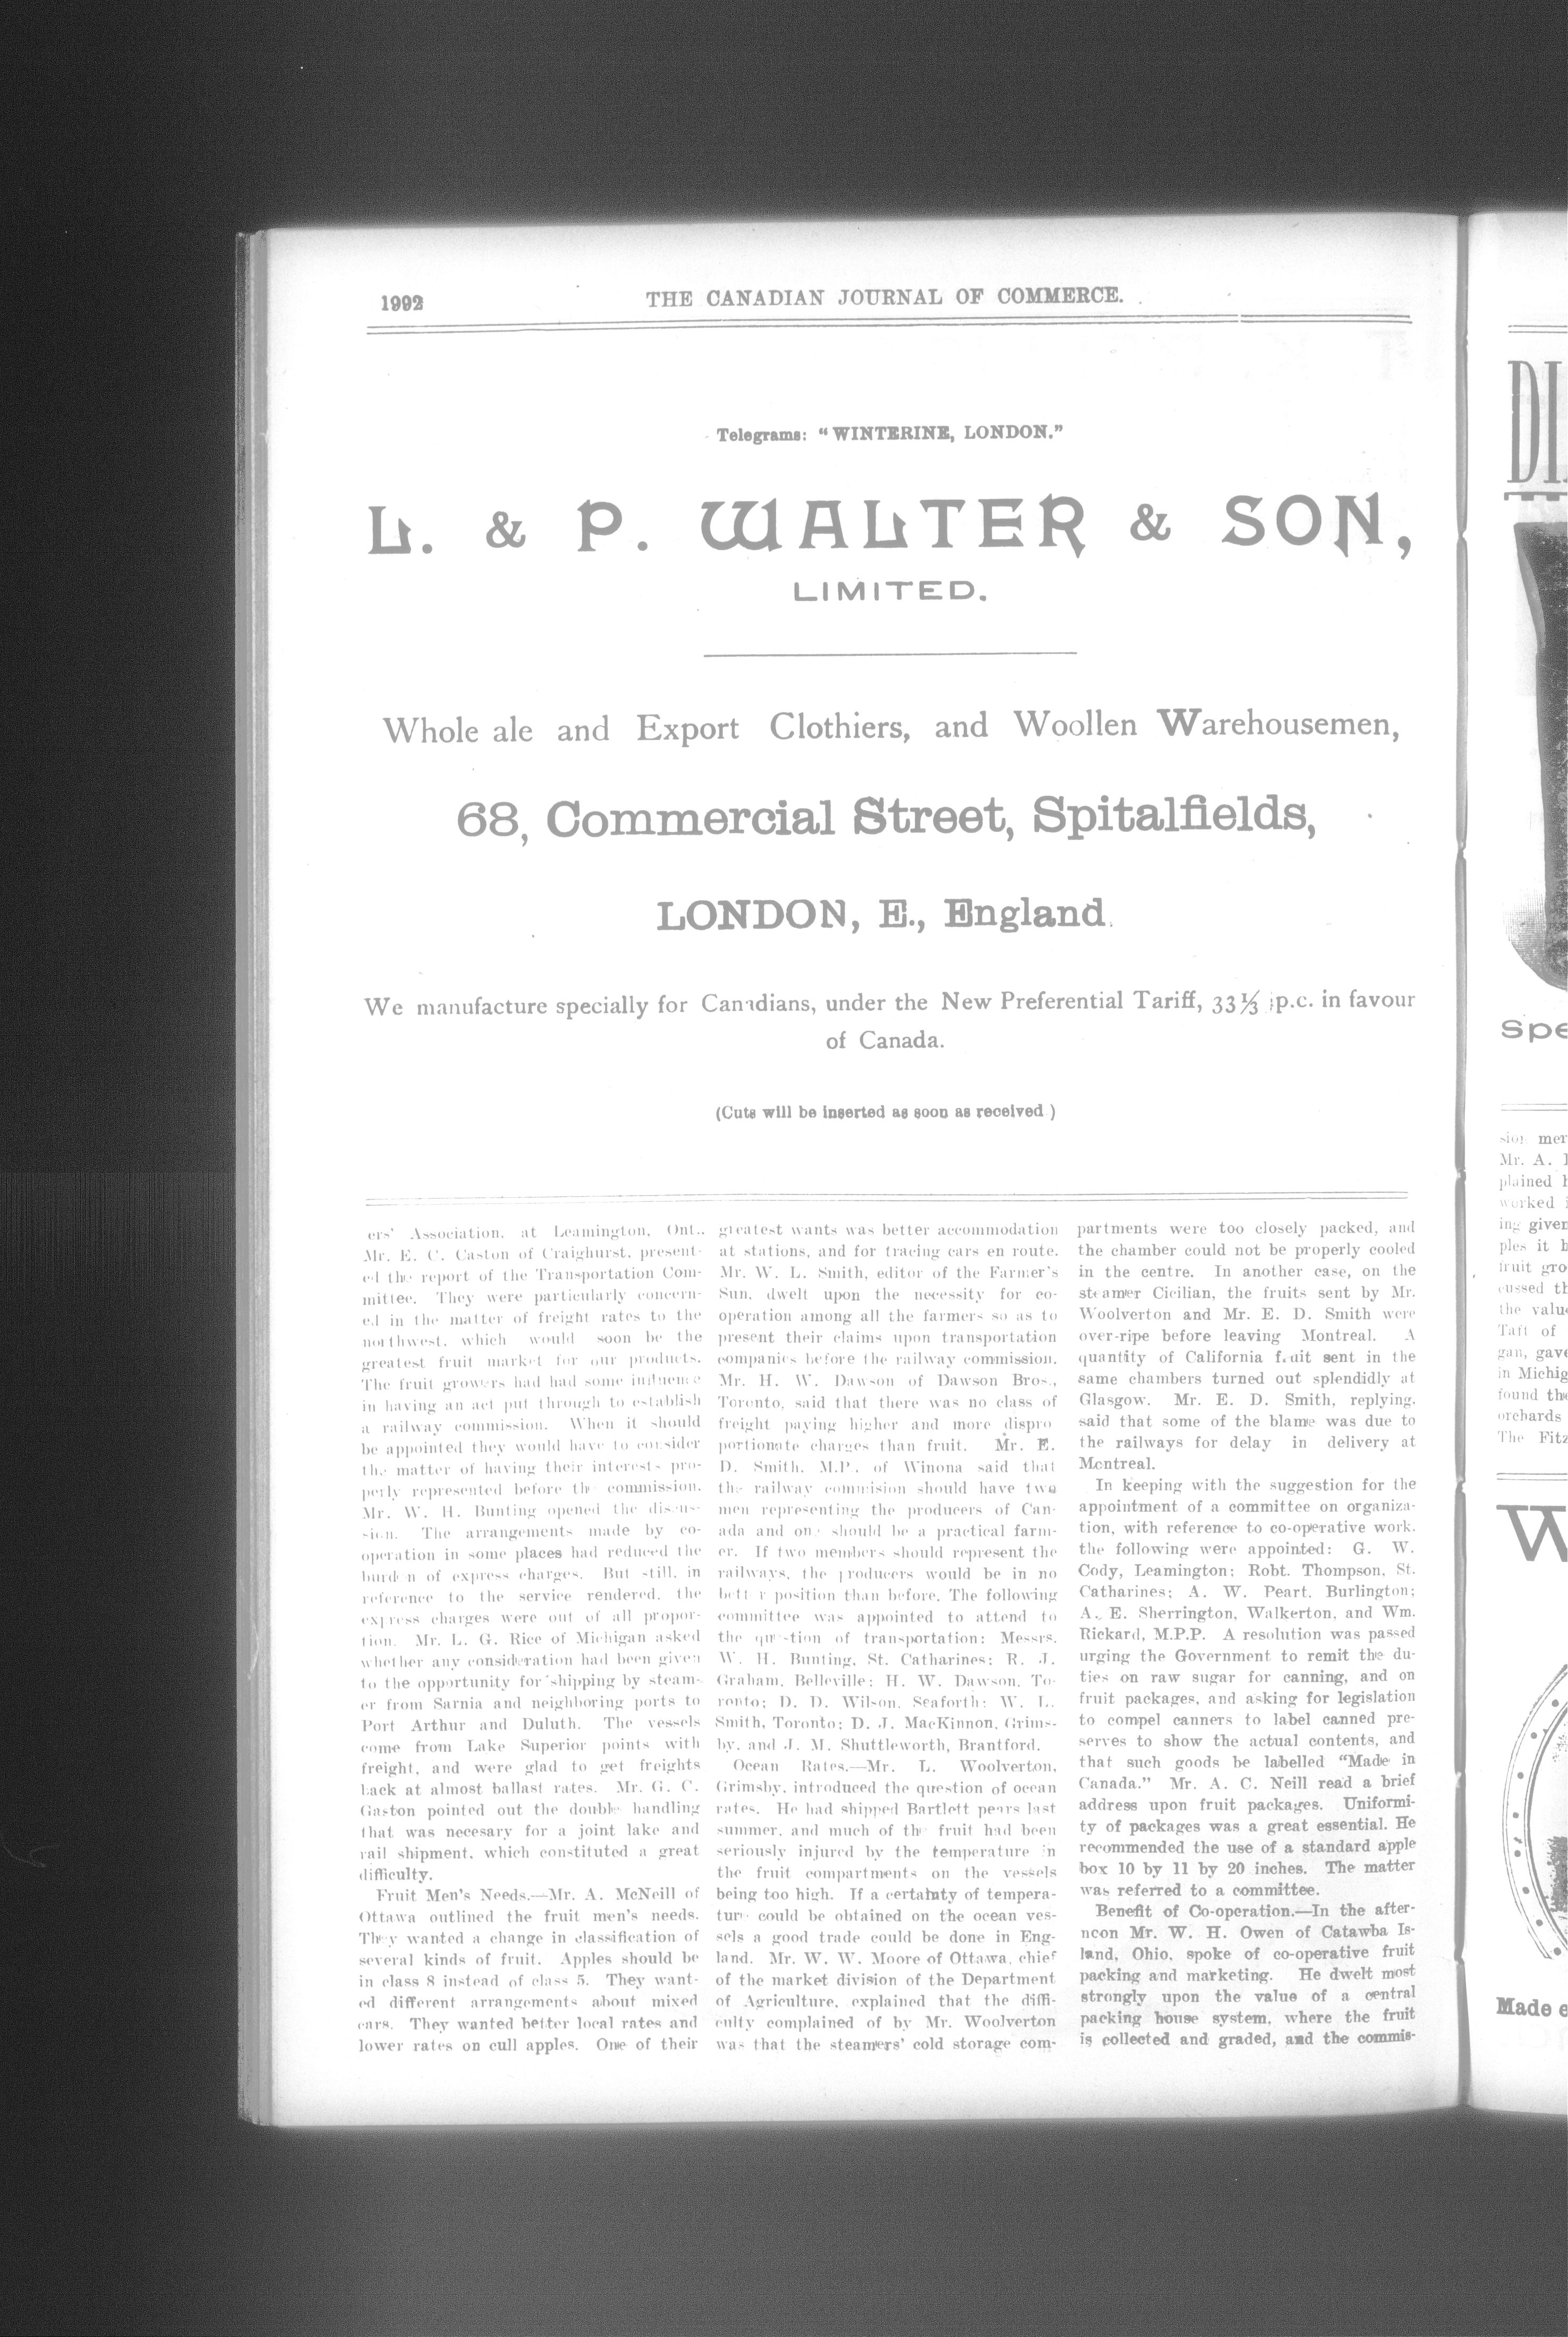 1992
THE CANADIAN JOURNAL OF COMMERCE.
Telegrams: "WINTERINE, LONDON."
L. & P. WALTER & SON,
LIMITED.
Whole ale and Export Clothiers, and Woollen Warehousemen,
68, Commercial Street, Spitalfields,
LONDON, E., England.
We manufacture specially for Canadians, under the New Preferential Tariff, 33⅓ p.c. in favour
of Canada.
(Cuts will be inserted as soon as received )
ers' Association, at Leamington, Ont.,
Mr. E. C. Caston of Craighurst, present-
ed the report of the Transportation Com-
mittee. They were particularly concern-
ed in the matter of freight rates to the
northwest, which would soon be the
greatest fruit market for our products.
The fruit growers had had some influence
in having an act put through to establish
a railway commission. When it should
be appointed they would have to consider
the matter of having their interests pro-
perly represented before the commission.
Mr. W. H. Bunting opened the discus-
sion. The arrangements made by co-
operation in some places had reduced the
burden of express charges. But still, in
reference to the service rendered, the
express charges were out of all propor-
tion. Mr. L. G. Rice of Michigan asked
whether any consideration had been given
to the opportunity for shipping by steam-
er from Sarnia and neighboring ports to
Port Arthur and Duluth. The vessels
come from Lake Superior points with
freight, and were glad to get freights
back at almost ballast rates. Mr. G. C.
Gaston pointed out the double handling
that was necesary for a joint lake and
rail shipment, which constituted a great
difficulty.
Fruit Men's Needs.—Mr. A. McNeill of
Ottawa outlined the fruit men's needs.
They wanted a change in classification of
several kinds of fruit. Apples should be
in class 8 instead of class 5. They want-
ed different arrangements about mixed
cars. They wanted better local rates and
lower rates on cull apples. One of their
greatest wants was better accommodation
at stations, and for tracing cars en route.
Mr. W. L. Smith, editor of the Farmer's
Sun, dwelt upon the necessity for co-
operation among all the farmers so as to
present their claims upon transportation
companies before the railway commission.
Mr. H. W. Dawson of Dawson Bros.,
Toronto, said that there was no class of
freight paying higher and more dispro
portionate charges than fruit. Mr. E.
D. Smith, M.P., of Winona said that
the railway commision should have two
men representing the producers of Can-
ada and one should be a practical farm-
er. If two members should represent the
railways, the producers would be in no
bett r position than before. The following
committee was appointed to attend to
the question of transportation: Messrs.
W. H. Bunting, St. Catharines; R. J.
Graham, Belleville; H. W. Dawson, To-
ronto; D. D. Wilson, Seaforth; W. L.
Smith, Toronto; D. J. MacKinnon, Grims-
by, and J. M. Shuttleworth, Brantford.
Ocean Rates.—Mr. L. Woolverton,
Grimsby, introduced the question of ocean
rates. He had shipped Bartlett pears last
summer, and much of the fruit had been
seriously injured by the temperature in
the fruit compartments on the vessels
being too high. If a certainty of tempera-
ture could be obtained on the ocean ves-
sels a good trade could be done in Eng-
land. Mr. W. W. Moore of Ottawa, chief
of the market division of the Department
of Agriculture, explained that the diffi-
culty complained of by Mr. Woolverton
was that the steamers' cold storage com-
partments were too closely packed, and
the chamber could not be properly cooled
in the centre. In another case, on the
steamer Cicilian, the fruits sent by Mr.
Woolverton and Mr. E. D. Smith were
over-ripe before leaving Montreal. A
quantity of California fruit sent in the
same chambers turned out splendidly at
Glasgow. Mr. E. D. Smith, replying,
said that some of the blame was due to
the railways for delay in delivery at
Montreal.
In keeping with the suggestion for the
appointment of a committee on organiza-
tion, with reference to co-operative work,
the following were appointed: G. W.
Cody, Leamington; Robt. Thompson, St.
Catharines; A. W. Peart, Burlington;
A. E. Sherrington, Walkerton, and Wm.
Rickard, M.P.P. A resolution was passed
urging the Government to remit the du-
ties on raw sugar for canning, and on
fruit packages, and asking for legislation
to compel canners to label canned pre-
serves to show the actual contents, and
that such goods be labelled "Made in
Canada." Mr. A. C. Neill read a brief
address upon fruit packages. Uniformi-
ty of packages was a great essential. He
recommended the use of a standard apple
box 10 by 11 by 20 inches. The matter
was referred to a committee.
Benefit of Co-operation.—In the after-
noon Mr. W. H. Owen of Catawba Is-
land, Ohio, spoke of co-operative fruit
packing and marketing. He dwelt most
strongly upon the value of a central
packing house system, where the fruit
is collected and graded, and the commis-
DI
Spe
sion mer
Mr. A.
plained
worked
ing given
ples it
fruit gro
cussed th
the value
Taft of
gan, gave
in Michig
found the
orchards
The Fitz
W
Made e